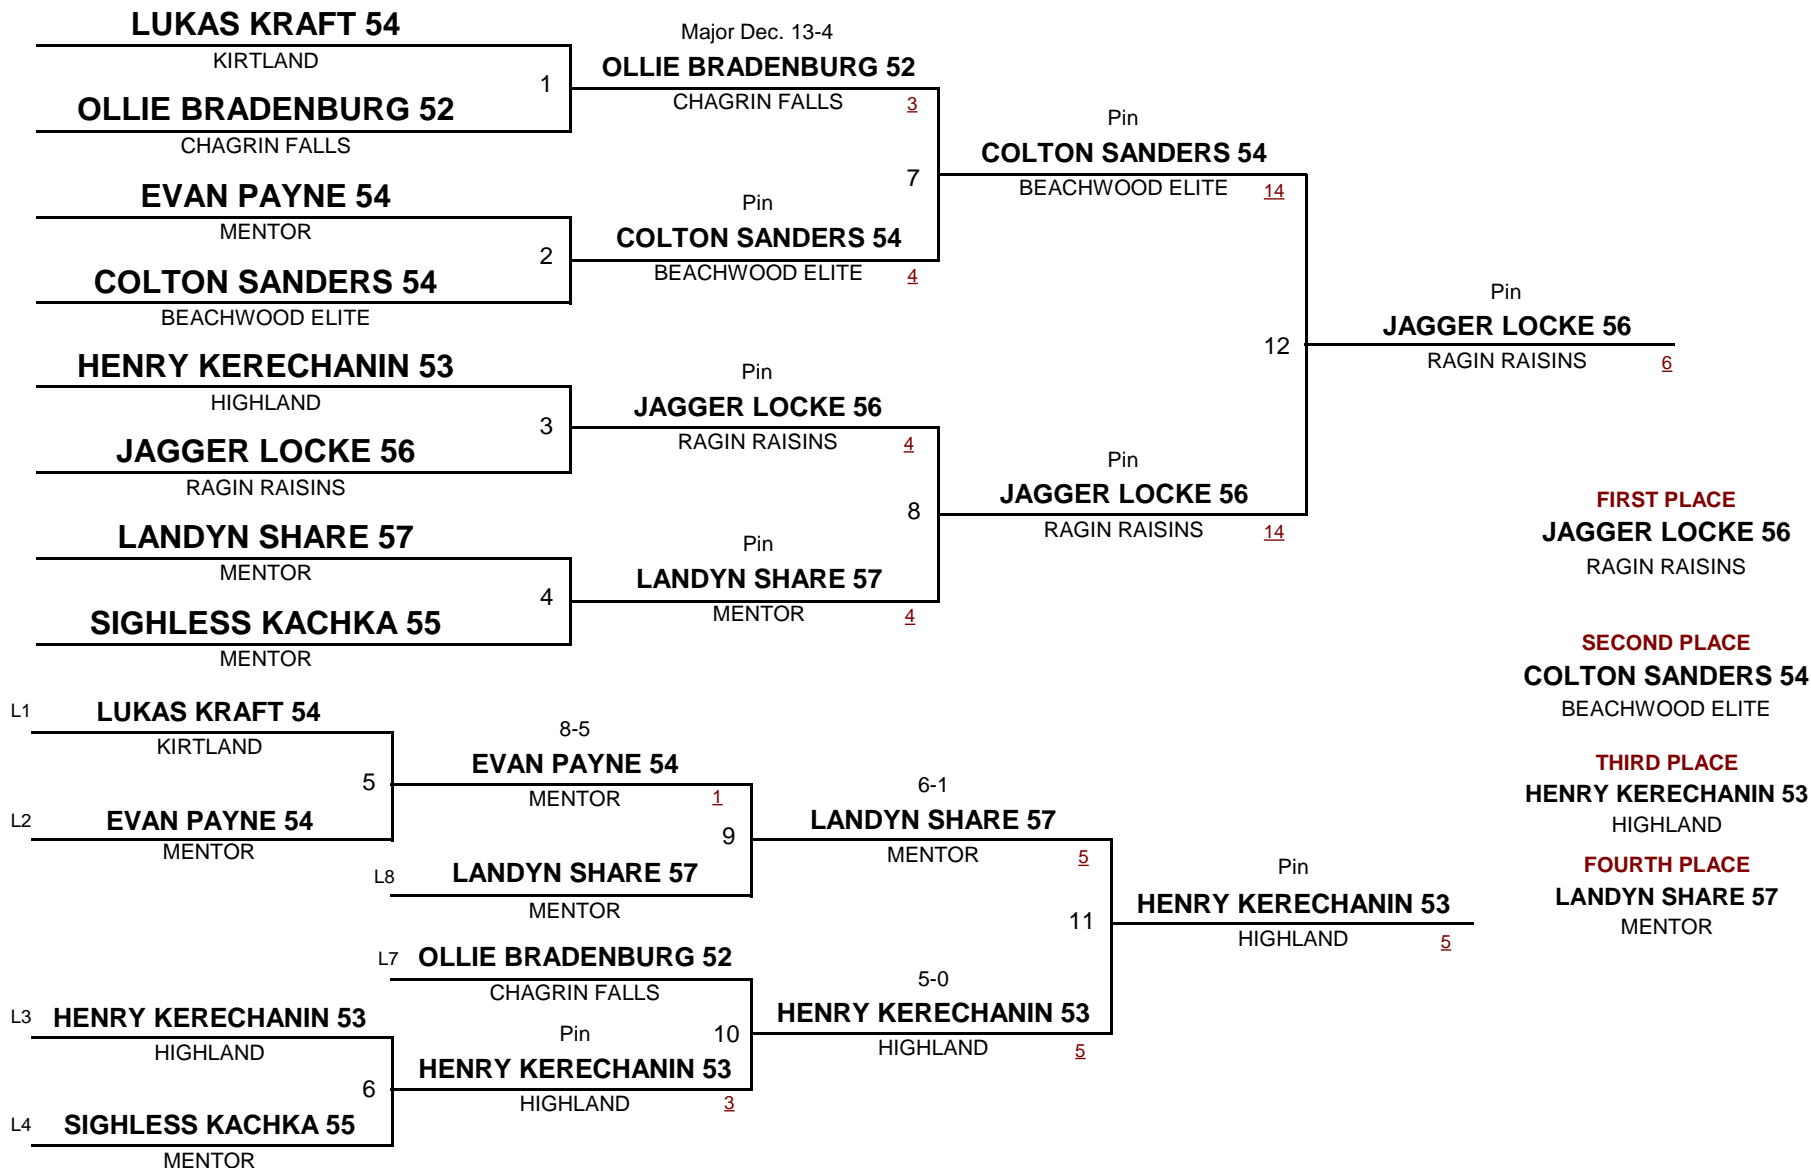 LUKAS KRAFT 54
KIRTLAND
1
OLLIE BRADENBURG 52
CHAGRIN FALLS
EVAN PAYNE 54
MENTOR
2
COLTON SANDERS 54
BEACHWOOD ELITE
HENRY KERECHANIN 53
HIGHLAND
3
JAGGER LOCKE 56
RAGIN RAISINS
LANDYN SHARE 57
MENTOR
4
SIGHLESS KACHKA 55
MENTOR
Major Dec. 13-4
OLLIE BRADENBURG 52
CHAGRIN FALLS 3
7
Pin
COLTON SANDERS 54
BEACHWOOD ELITE 4
Pin
JAGGER LOCKE 56
RAGIN RAISINS 4
8
Pin
LANDYN SHARE 57
MENTOR 4
Pin
COLTON SANDERS 54
BEACHWOOD ELITE 14
12
Pin
JAGGER LOCKE 56
RAGIN RAISINS 14
Pin
JAGGER LOCKE 56
RAGIN RAISINS 6
FIRST PLACE
JAGGER LOCKE 56
RAGIN RAISINS
SECOND PLACE
COLTON SANDERS 54
BEACHWOOD ELITE
THIRD PLACE
HENRY KERECHANIN 53
HIGHLAND
FOURTH PLACE
LANDYN SHARE 57
MENTOR
L1 LUKAS KRAFT 54
KIRTLAND
5
L2 EVAN PAYNE 54
MENTOR
L3 HENRY KERECHANIN 53
HIGHLAND
6
L4 SIGHLESS KACHKA 55
MENTOR
8-5
EVAN PAYNE 54
MENTOR 1
9
L8 LANDYN SHARE 57
MENTOR
L7 OLLIE BRADENBURG 52
CHAGRIN FALLS
Pin 10
HENRY KERECHANIN 53
HIGHLAND 3
6-1
LANDYN SHARE 57
MENTOR 5
11
5-0
HENRY KERECHANIN 53
HIGHLAND 5
Pin
HENRY KERECHANIN 53
HIGHLAND 5